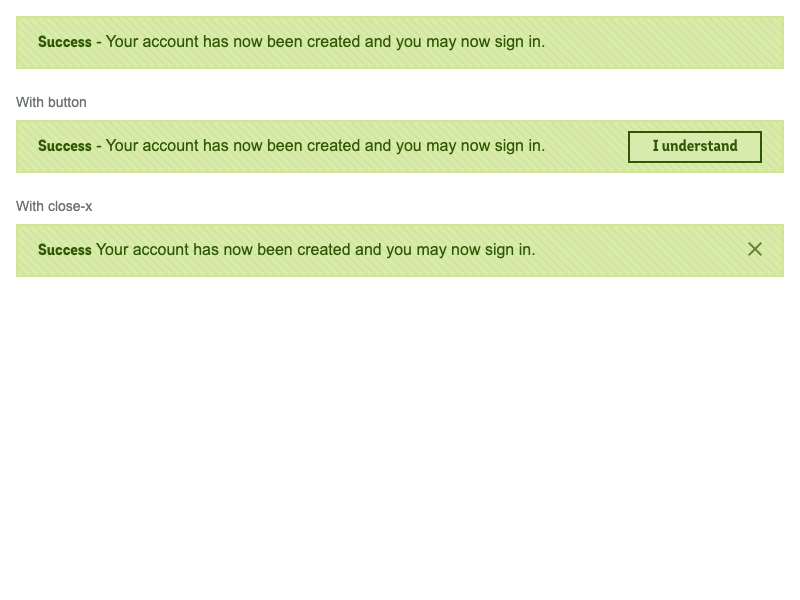 Success - Your account has now been created and you may now sign in.
With button
Success - Your account has now been created and you may now sign in.
I understand
With close-x
Success Your account has now been created and you may now sign in.